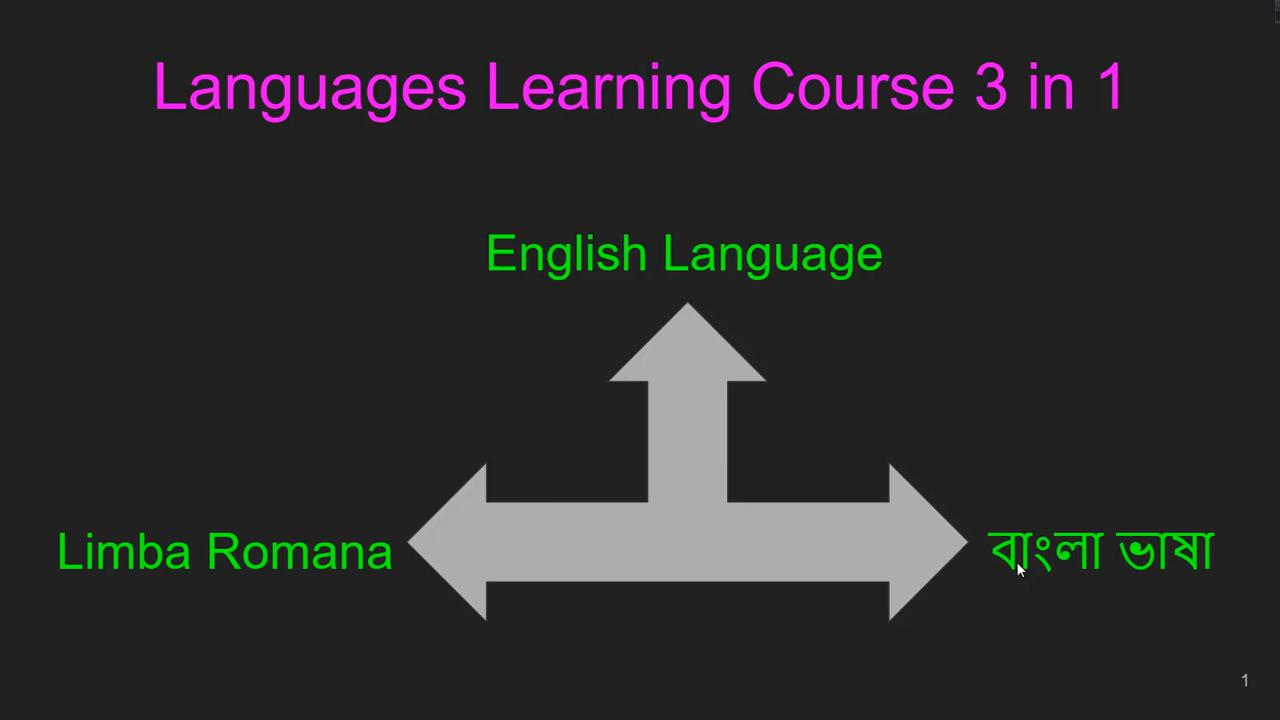 Languages Learning Course 3 in 1
English Language
Limba Romana
বাংলা ভাষা
1